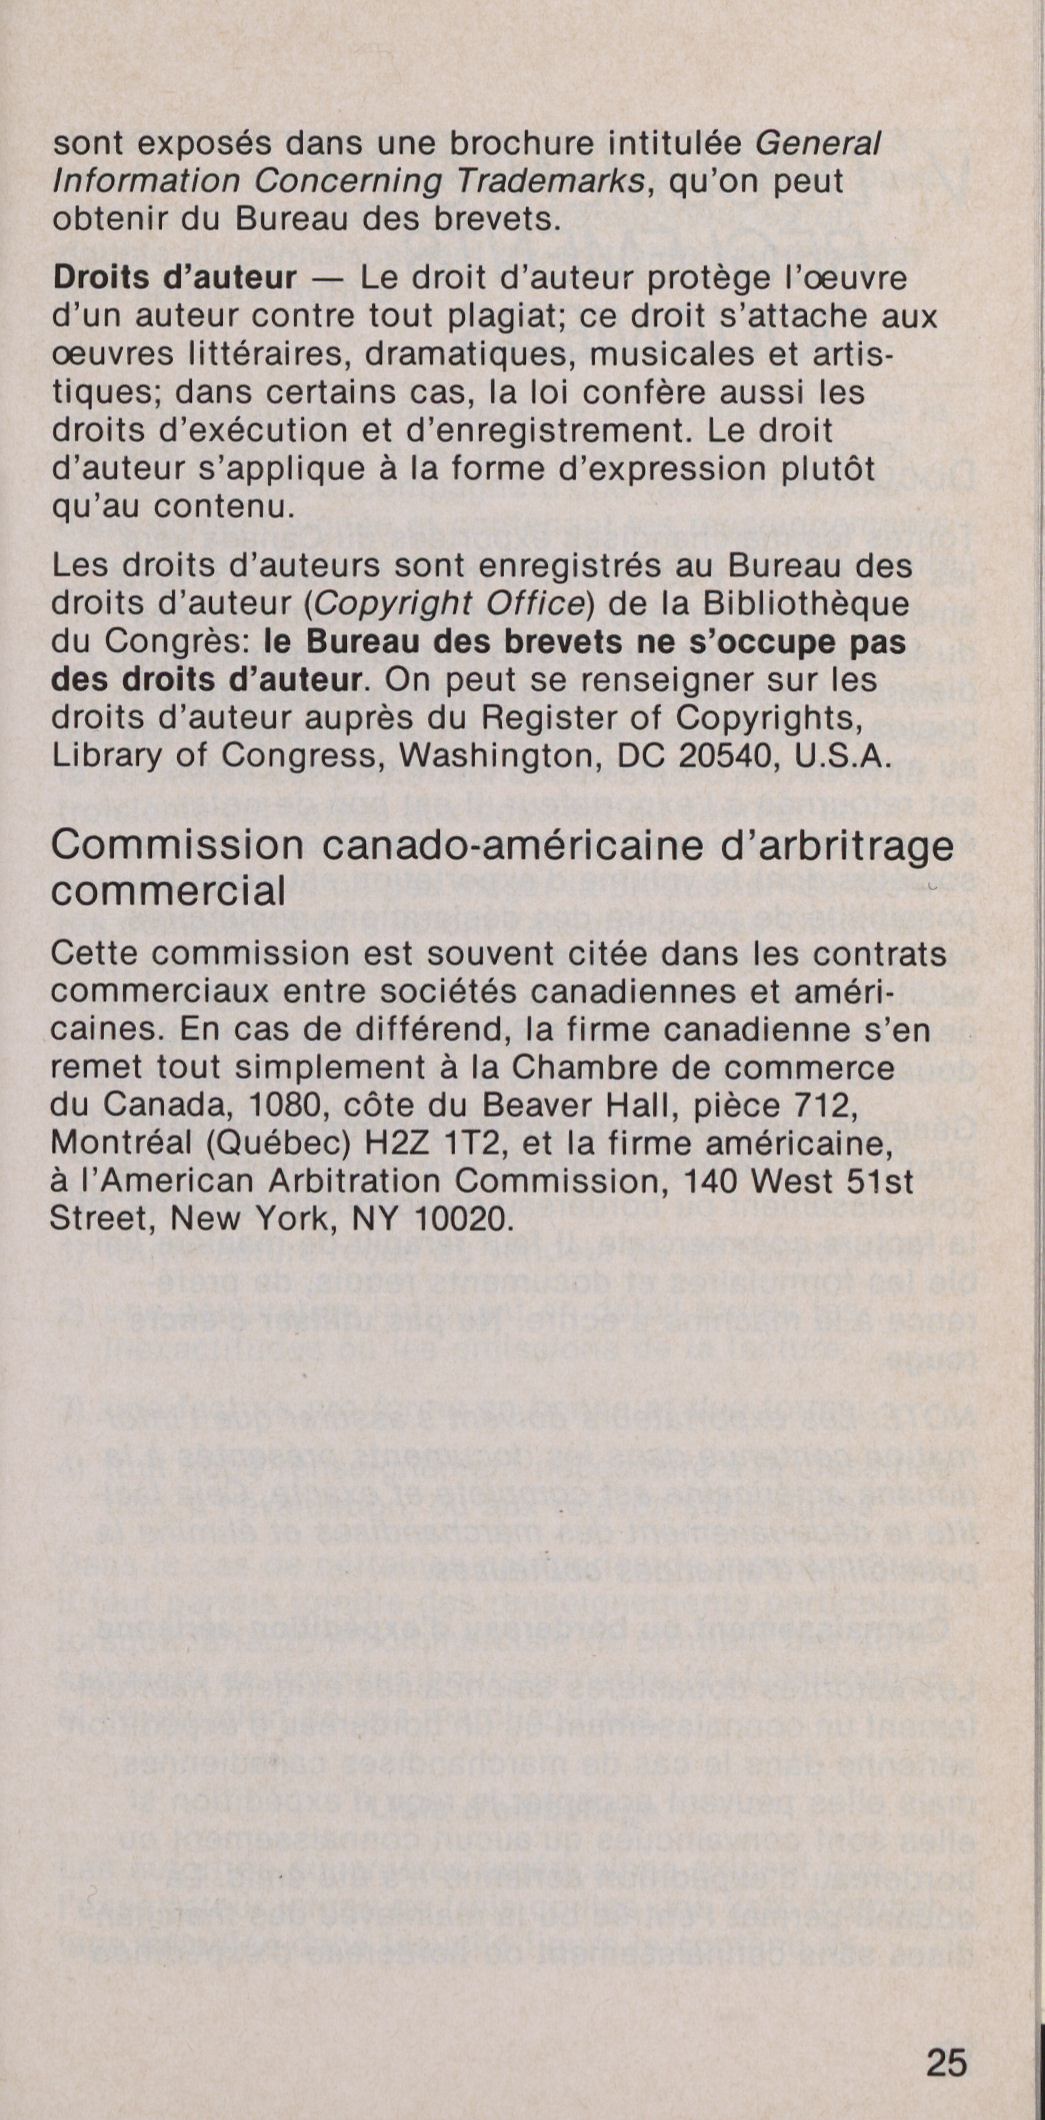 sont exposés dans une brochure intitulée General
Information Concerning Trademarks, qu'on peut
obtenir du Bureau des brevets.
Droits d'auteur — Le droit d'auteur protège l'œuvre
d'un auteur contre tout plagiat; ce droit s'attache aux
œuvres littéraires, dramatiques, musicales et artis-
tiques; dans certains cas, la loi confère aussi les
droits d'exécution et d'enregistrement. Le droit
d'auteur s'applique à la forme d'expression plutôt
qu'au contenu.
Les droits d'auteurs sont enregistrés au Bureau des
droits d'auteur (Copyright Office) de la Bibliothèque
du Congrès: le Bureau des brevets ne s'occupe pas
des droits d'auteur. On peut se renseigner sur les
droits d'auteur auprès du Register of Copyrights,
Library of Congress, Washington, DC 20540, U.S.A.
Commission canado-américaine d'arbritrage
commercial
Cette commission est souvent citée dans les contrats
commerciaux entre sociétés canadiennes et améri-
caines. En cas de différend, la firme canadienne s'en
remet tout simplement à la Chambre de commerce
du Canada, 1080, côte du Beaver Hall, pièce 712,
Montréal (Québec) H2Z 1T2, et la firme américaine,
à l'American Arbitration Commission, 140 West 51st
Street, New York, NY 10020.
25